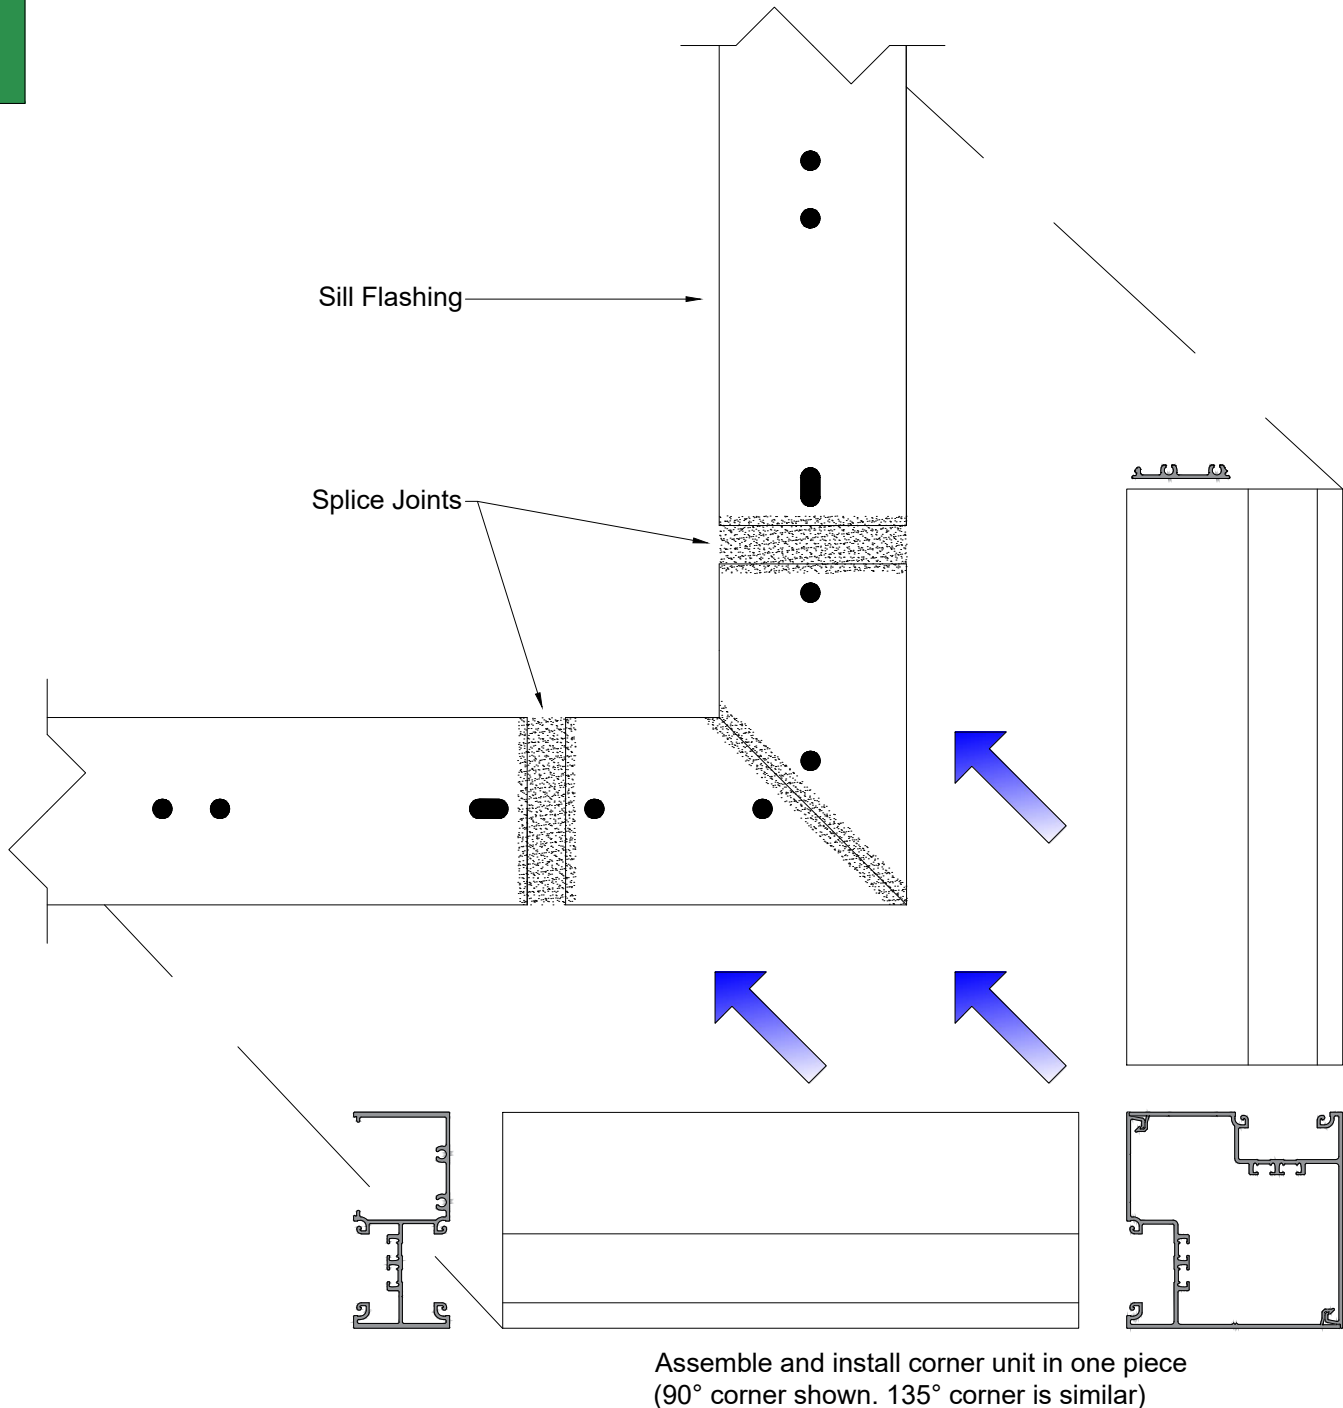 Sill Flashing
Splice Joints
Assemble and install corner unit in one piece
(90° corner shown. 135° corner is similar)